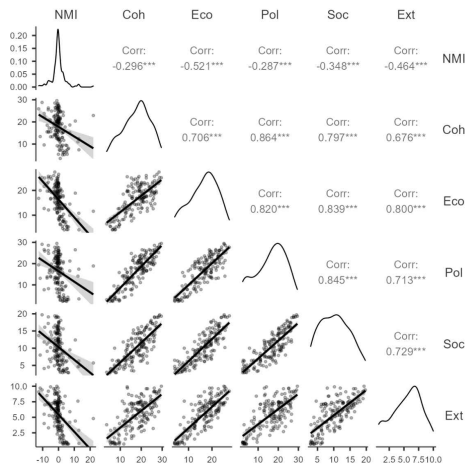 NMI Coh Eco Pol Soc Ext
0.20
0.15
0.10
0.05
0.00
Corr: Corr: Corr: Corr: Corr:
-0.296*** -0.521*** -0.287*** -0.348*** -0.464***
NMI
30
20
10
Corr: Corr: Corr: Corr:
0.706*** 0.864*** 0.797*** 0.676***
Coh
20
10
Corr: Corr: Corr:
0.820*** 0.839*** 0.800***
Eco
30
20
10
Corr: Corr:
0.845*** 0.713***
Pol
20
15
10
5
Corr:
0.729***
Soc
10.0
7.5
5.0
2.5
Ext
-10 0 10 20 10 20 30 10 20 10 20 30 5 10 15 20 2.5 5.0 7.5 10.0